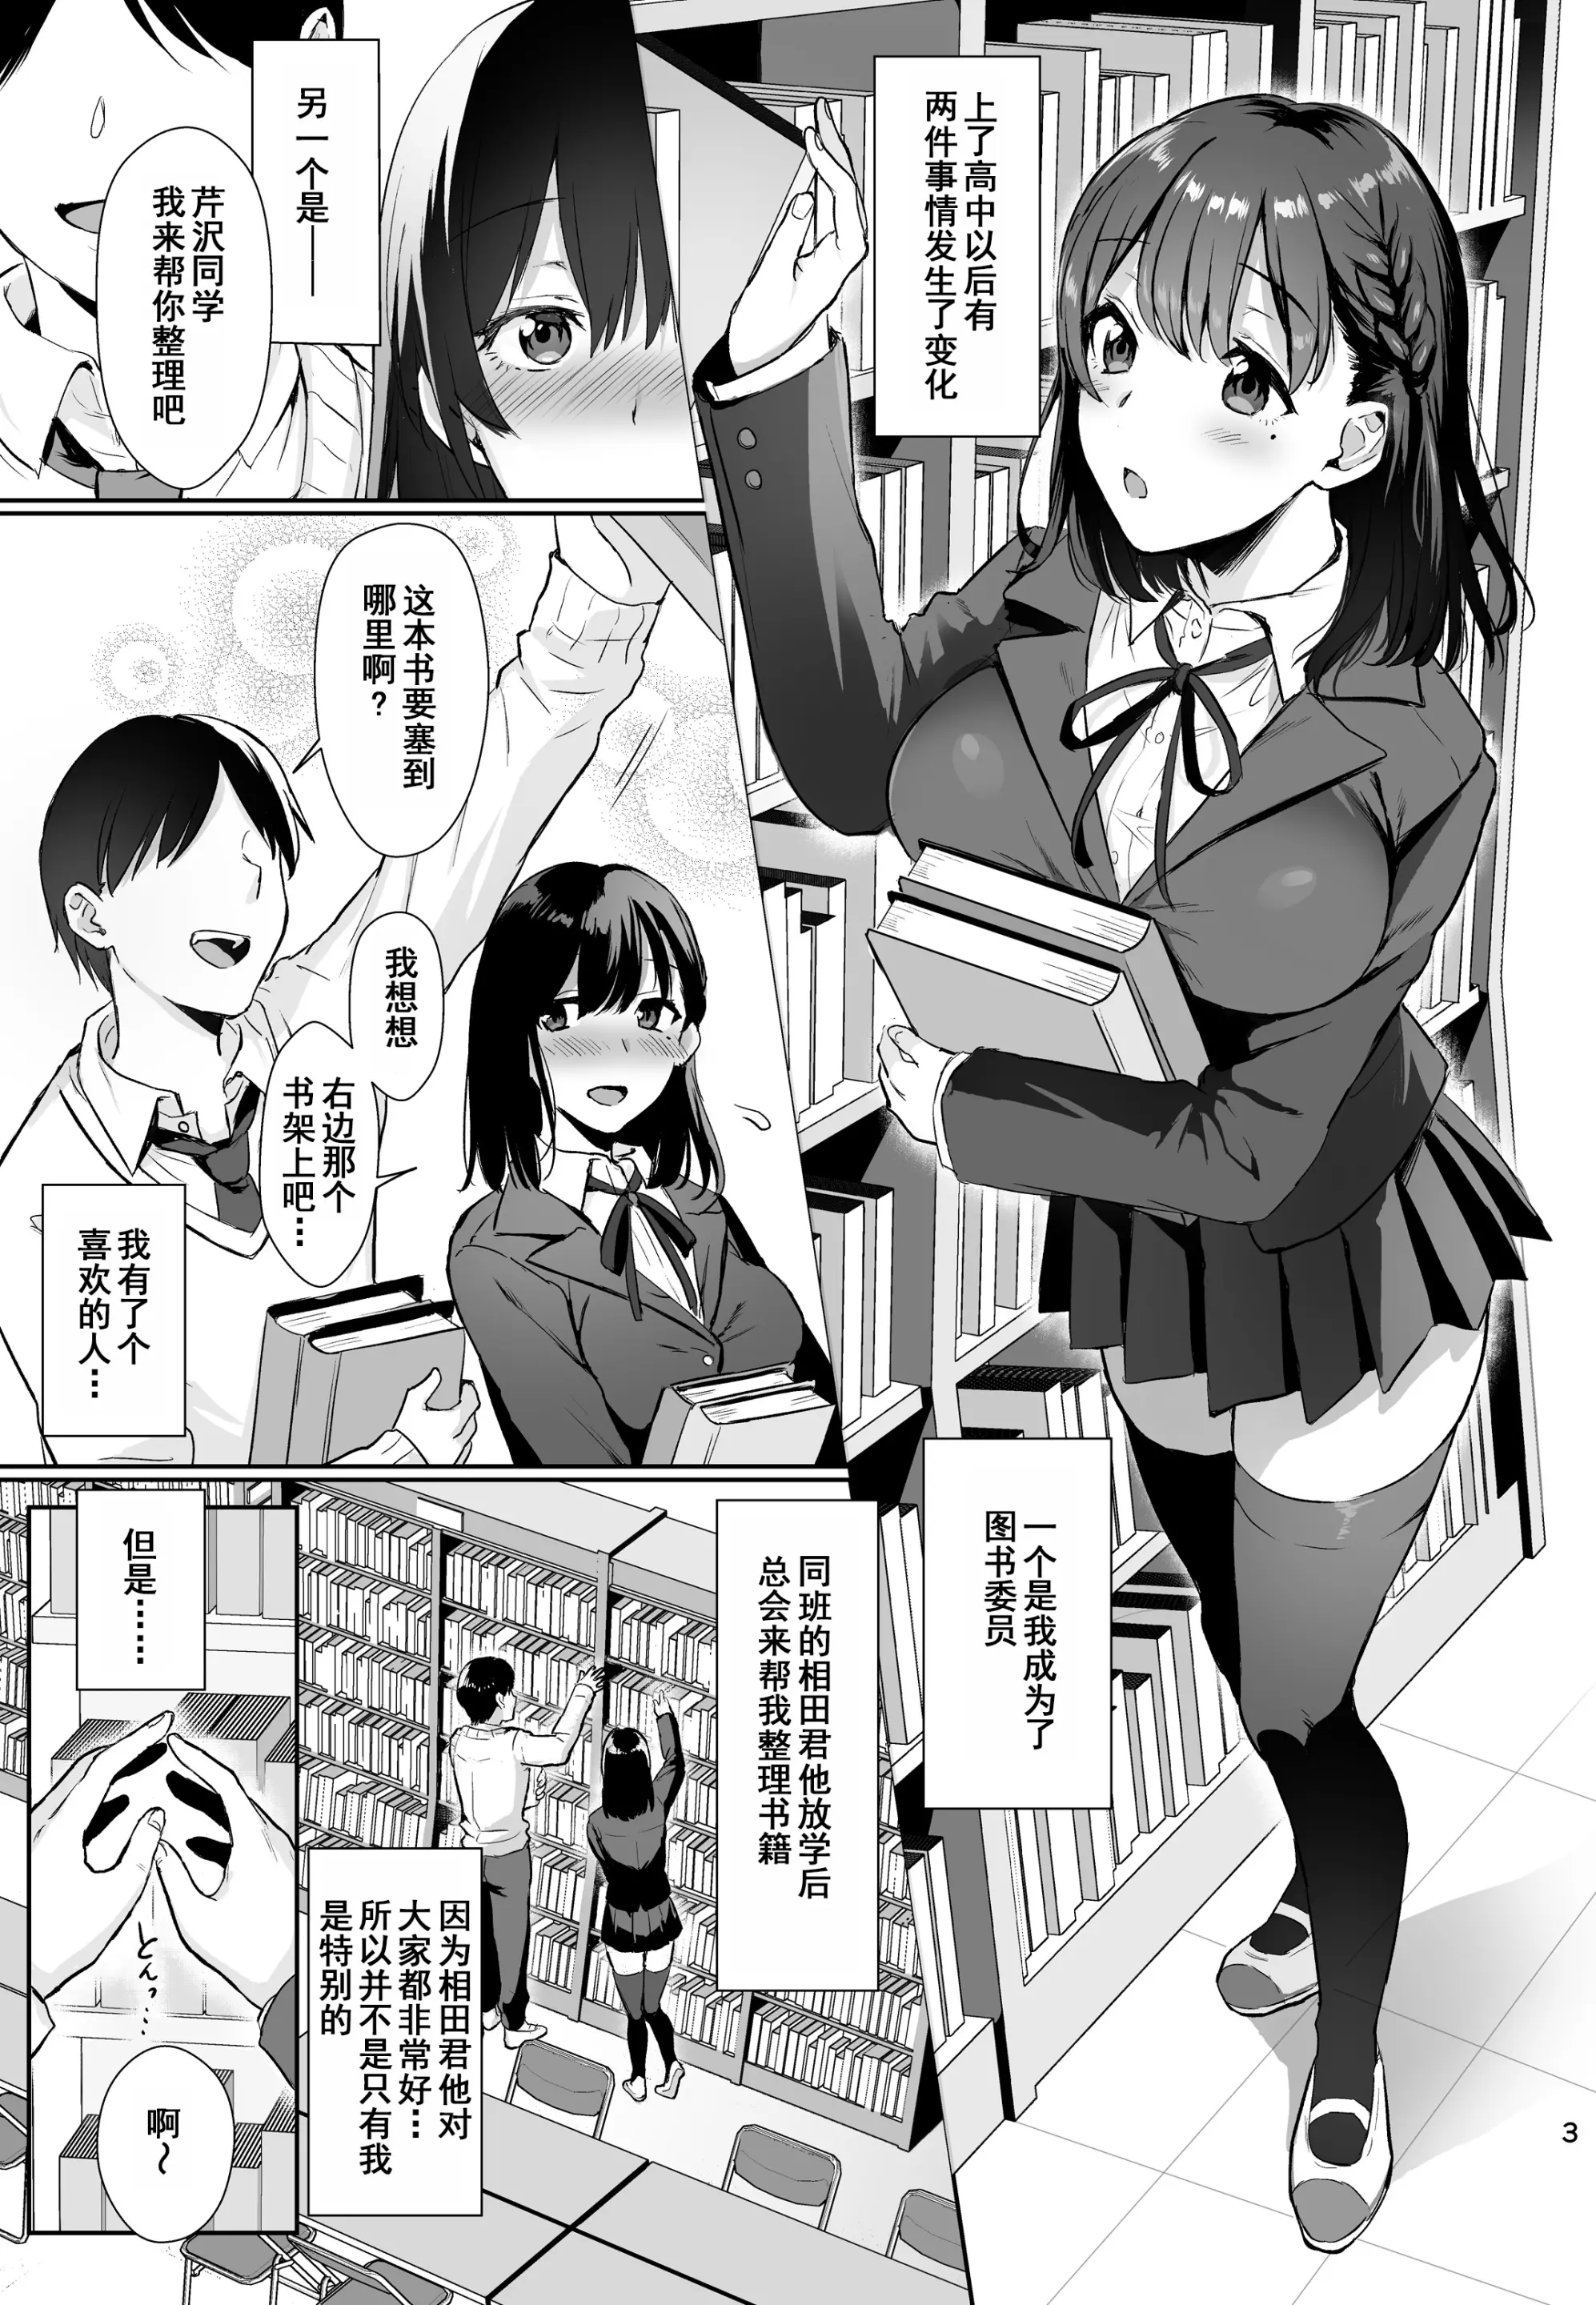 上了高中以后有
两件事情发生了变化
一个是我成为了
图书委员
另一个是——
芹沢同学
我来帮你整理吧
这本书要塞到
哪里啊？
我想想
右边那个
书架上吧…
我有了个
喜欢的人…
同班的相田君他放学后
总会来帮我整理书籍
因为相田君他对
大家都非常好…
所以并不是只有我
是特别的
但是……
とんっ…
啊～
3